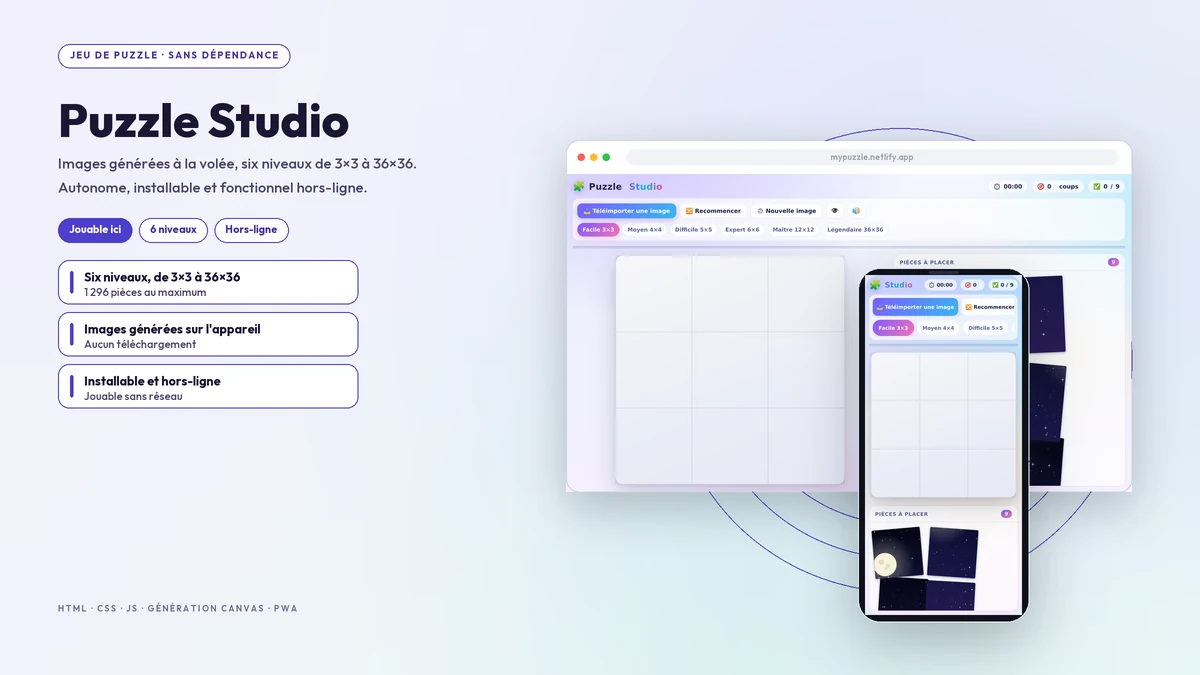 JEU DE PUZZLE · SANS DÉPENDANCE
Puzzle Studio
Images générées à la volée, six niveaux de 3×3 à 36×36.
Autonome, installable et fonctionnel hors-ligne.
Jouable ici
6 niveaux
Hors-ligne
Six niveaux, de 3×3 à 36×36
1 296 pièces au maximum
Images générées sur l'appareil
Aucun téléchargement
Installable et hors-ligne
Jouable sans réseau
HTML · CSS · JS · GÉNÉRATION CANVAS · PWA
mypuzzle.netlify.app
Puzzle Studio
00:00
0 coups
0 / 9
Téléimporter une image
Recommencer
Nouvelle image
Facile 3×3
Moyen 4×4
Difficile 5×5
Expert 6×6
Maître 12×12
Légendaire 36×36
PIÈCES À PLACER
9
Studio
00:00
0
0 / 9
Téléimporter une image
Recommencer
Facile 3×3
Moyen 4×4
Difficile 5×5
PIÈCES À PLACER
9